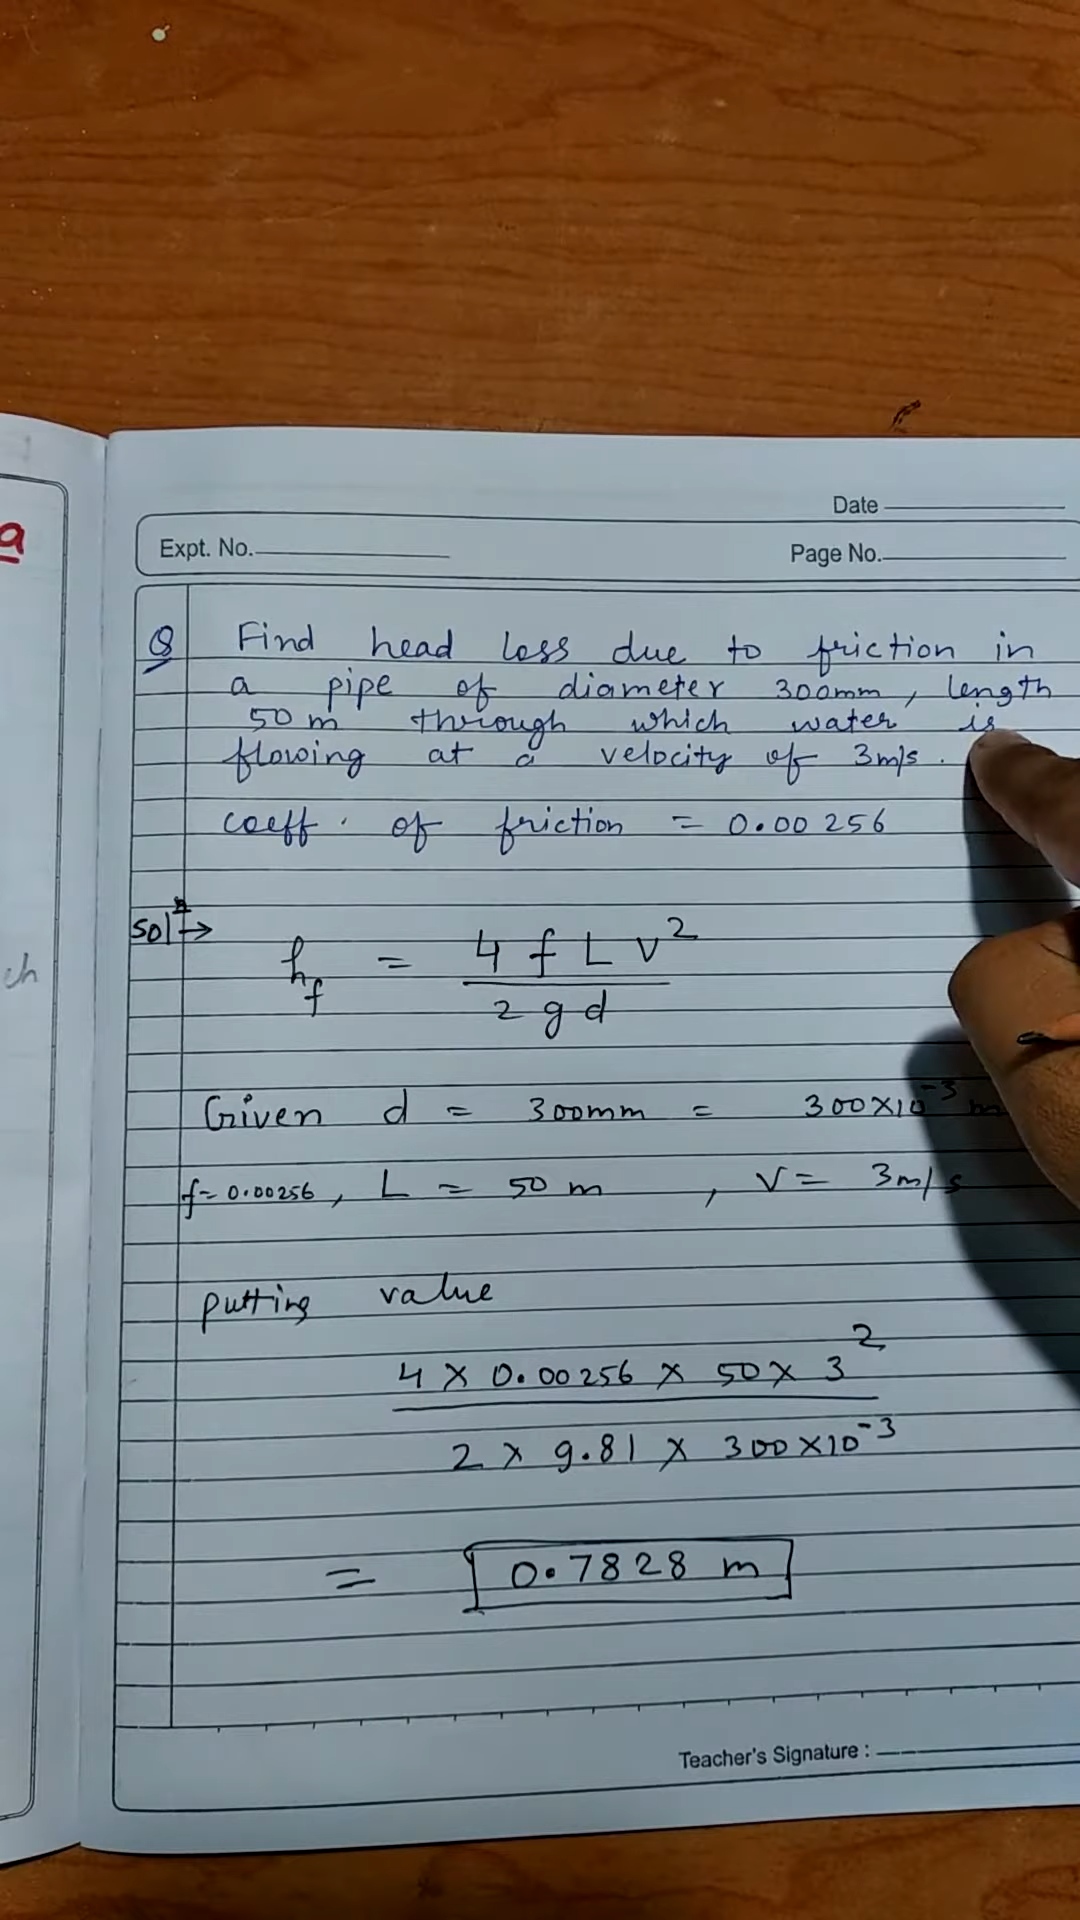 a
ch
Date
Expt. No.
Page No.
Q Find head loss due to friction in
a pipe of diameter 300mm, length
50 m through which water is
flowing at a velocity of 3m/s.
coeff. of friction = 0.00256
Solⁿ→
h_f = 4 f L v²
2 g d
Given d = 300mm = 300×10⁻³ m
f=0.00256, L = 50 m , V = 3m/s
putting value
4 × 0.00256 × 50 × 3²
2 × 9.81 × 300×10⁻³
= 0.7828 m
Teacher's Signature :